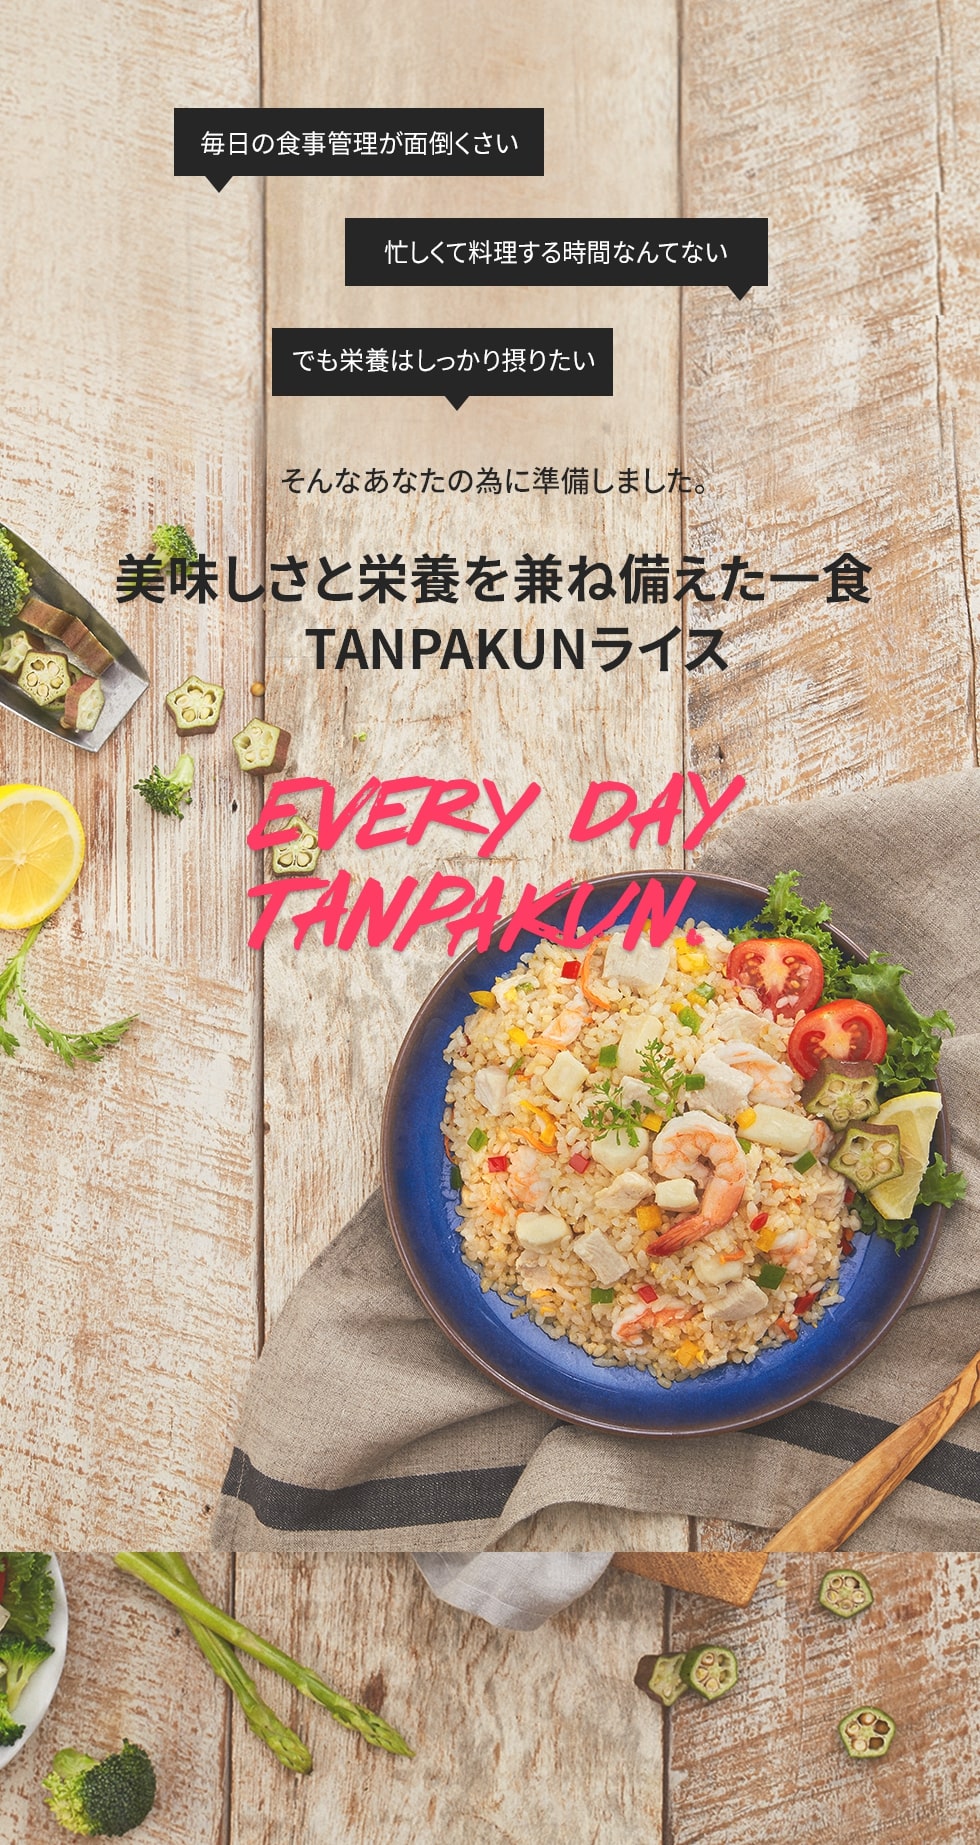 毎日の食事管理が面倒くさい
忙しくて料理する時間なんてない
でも栄養はしっかり摂りたい
そんなあなたの為に準備しました。
美味しさと栄養を兼ね備えた一食
TANPAKUNライス
EVERY DAY
TANPAKUN.